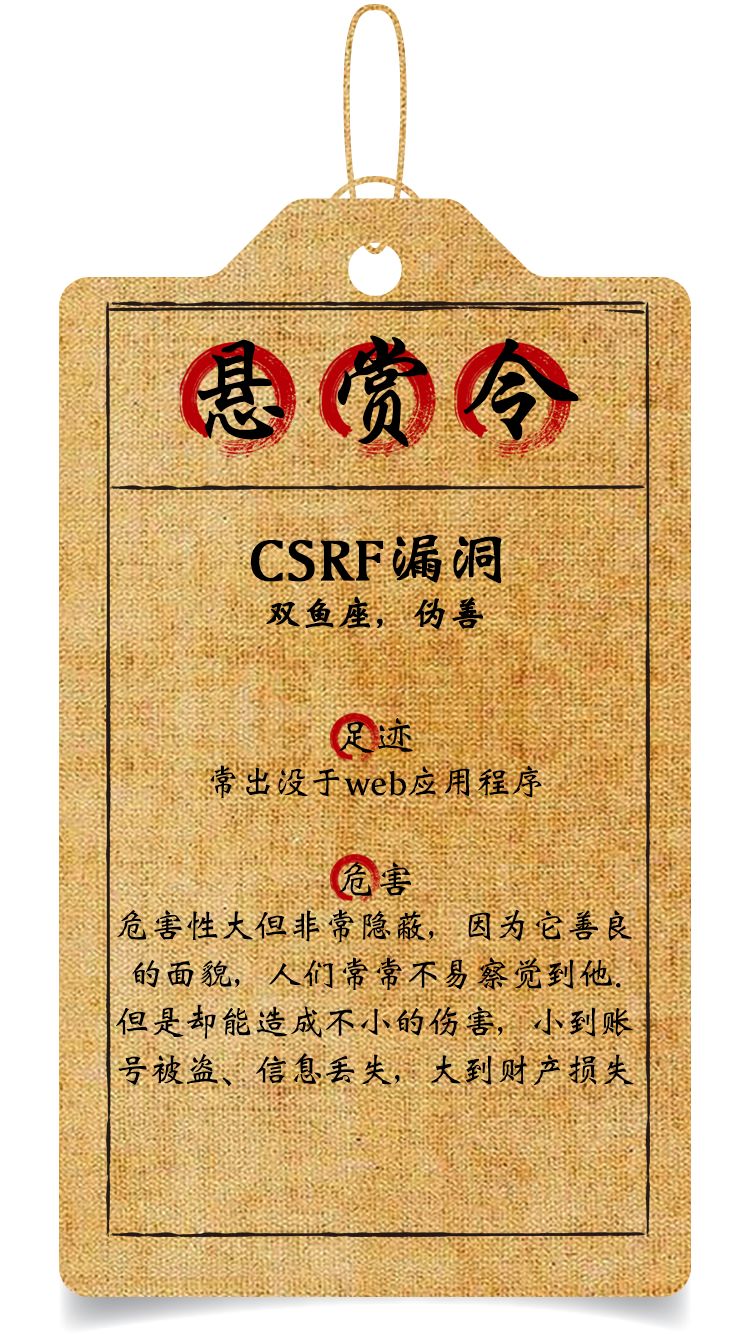 悬赏令
CSRF漏洞
双鱼座，伪善
足迹
常出没于web应用程序
危害
危害性大但非常隐蔽，因为它善良
的面貌，人们常常不易察觉到他.
但是却能造成不小的伤害，小到账
号被盗、信息丢失，大到财产损失